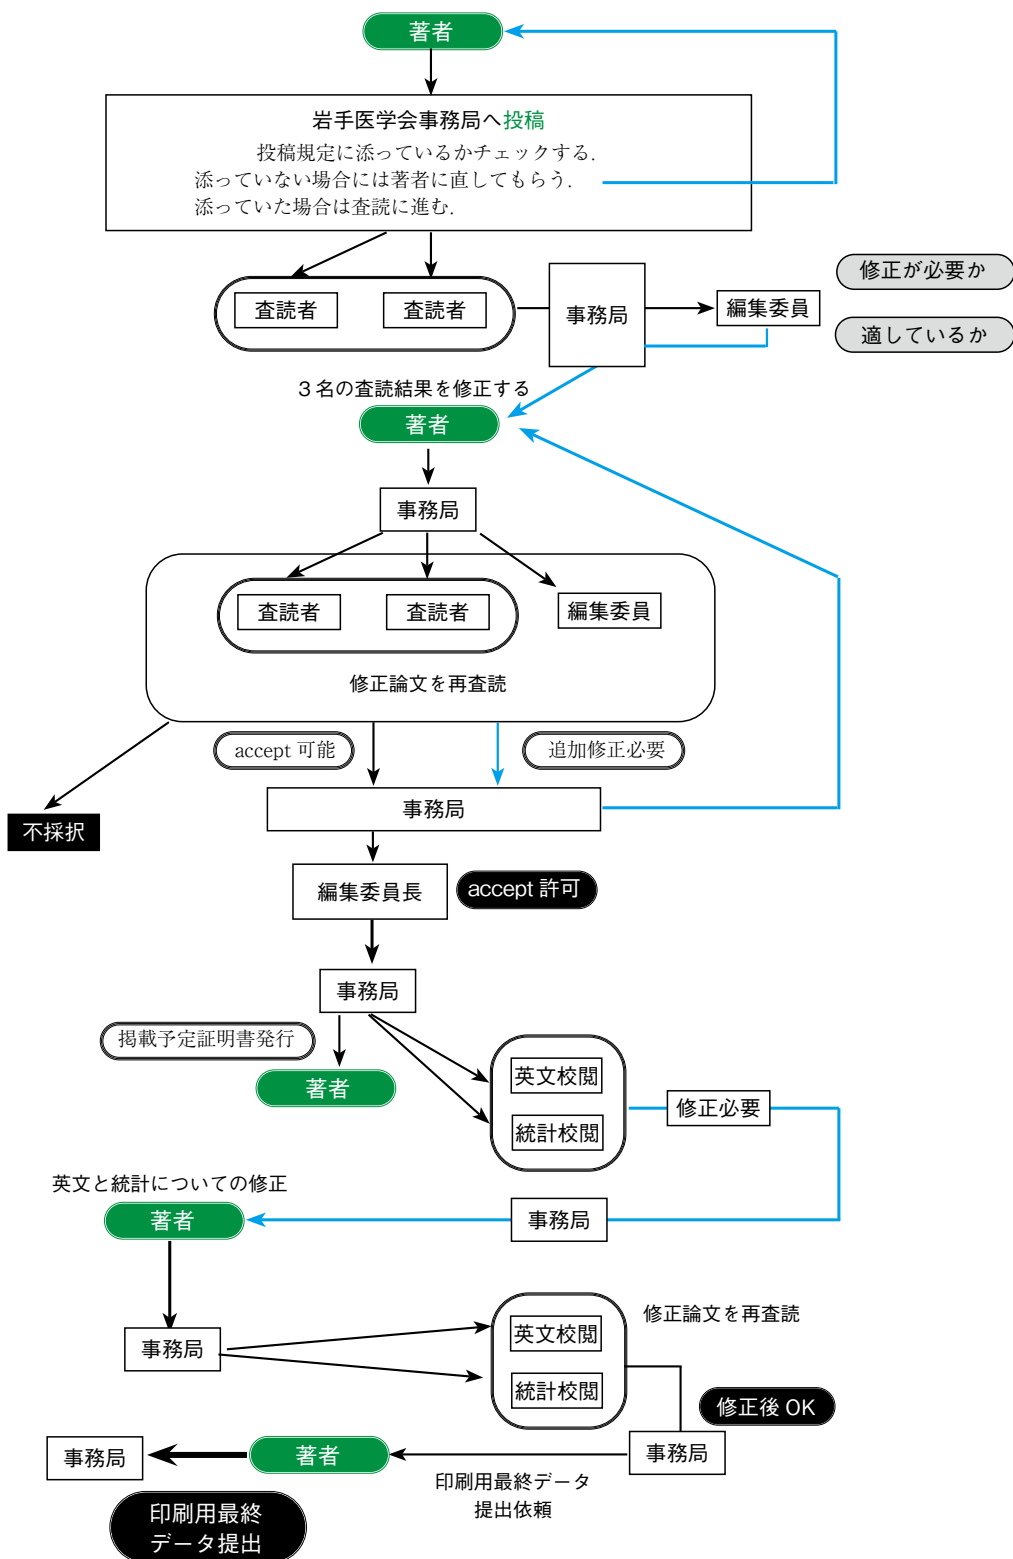 著者
岩手医学会事務局へ投稿
投稿規定に添っているかチェックする.
添っていない場合には著者に直してもらう.
添っていた場合は査読に進む.
査読者
査読者
事務局
編集委員
修正が必要か
適しているか
３名の査読結果を修正する
著者
事務局
査読者
査読者
編集委員
修正論文を再査読
accept 可能
追加修正必要
事務局
不採択
編集委員長
accept 許可
事務局
掲載予定証明書発行
著者
英文校閲
統計校閲
修正必要
英文と統計についての修正
著者
事務局
事務局
英文校閲
統計校閲
修正論文を再査読
修正後 OK
事務局
著者
事務局
印刷用最終データ
提出依頼
印刷用最終
データ提出